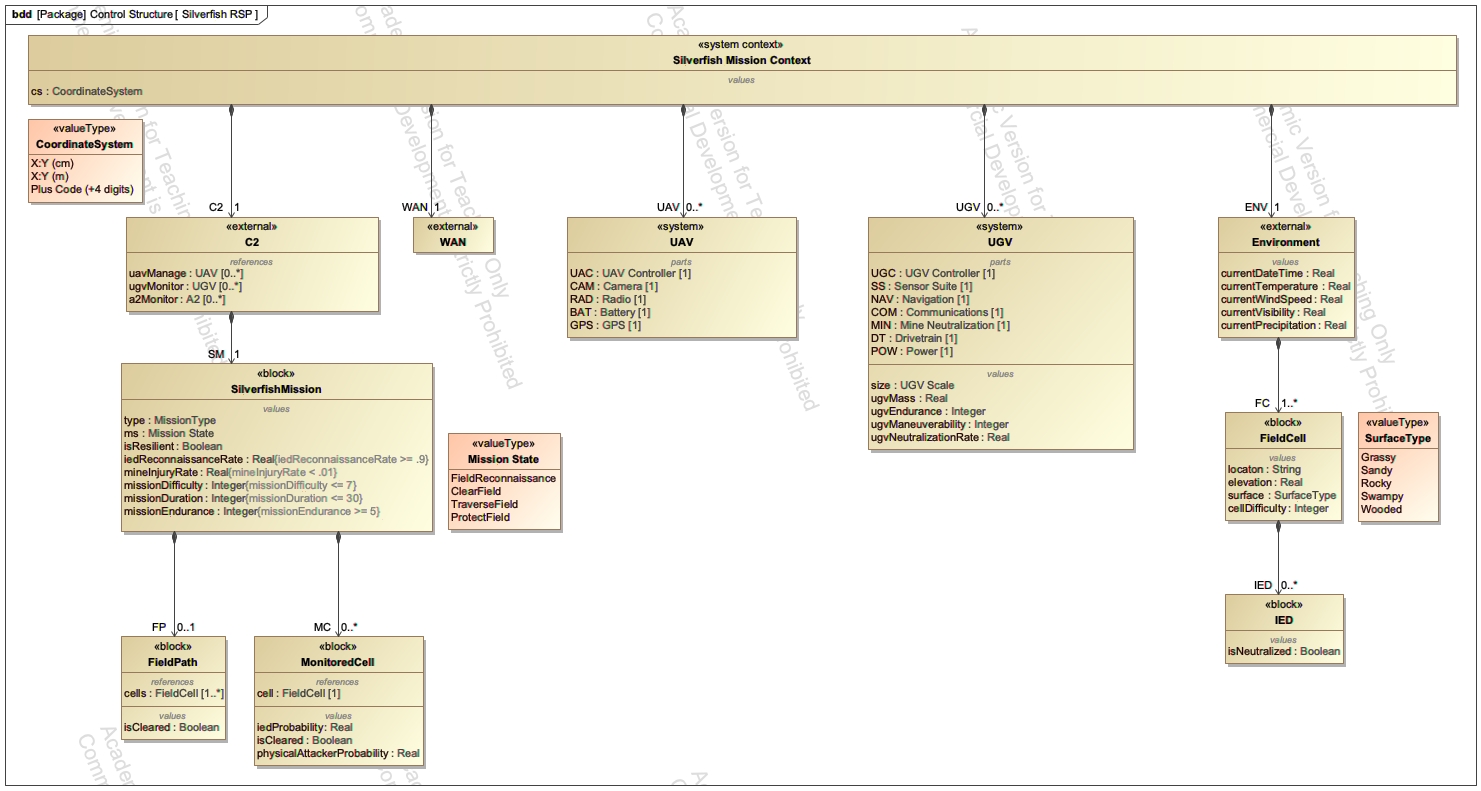 bdd [Package] Control Structure [ Silverfish RSP ]
«system context»
Silverfish Mission Context
values
cs : CoordinateSystem
«valueType»
CoordinateSystem
X:Y (cm)
X:Y (m)
Plus Code (+4 digits)
C2 1
«external»
C2
references
uavManage : UAV [0..*]
ugvMonitor : UGV [0..*]
a2Monitor : A2 [0..*]
WAN 1
«external»
WAN
UAV 0..*
«system»
UAV
parts
UAC : UAV Controller [1]
CAM : Camera [1]
RAD : Radio [1]
BAT : Battery [1]
GPS : GPS [1]
UGV 0..*
«system»
UGV
parts
UGC : UGV Controller [1]
SS : Sensor Suite [1]
NAV : Navigation [1]
COM : Communications [1]
MIN : Mine Neutralization [1]
DT : Drivetrain [1]
POW : Power [1]
values
size : UGV Scale
ugvMass : Real
ugvEndurance : Integer
ugvManeuverability : Integer
ugvNeutralizationRate : Real
ENV 1
«external»
Environment
values
currentDateTime : Real
currentTemperature : Real
currentWindSpeed : Real
currentVisibility : Real
currentPrecipitation : Real
SM 1
«block»
SilverfishMission
values
type : MissionType
ms : Mission State
isResilient : Boolean
iedReconnaissanceRate : Real{iedReconnaissanceRate >= .9}
mineInjuryRate : Real{mineInjuryRate < .01}
missionDifficulty : Integer{missionDifficulty <= 7}
missionDuration : Integer{missionDuration <= 30}
missionEndurance : Integer{missionEndurance >= 5}
«valueType»
Mission State
FieldReconnaissance
ClearField
TraverseField
ProtectField
FC 1..*
«block»
FieldCell
values
locaton : String
elevation : Real
surface : SurfaceType
cellDifficulty : Integer
«valueType»
SurfaceType
Grassy
Sandy
Rocky
Swampy
Wooded
IED 0..*
«block»
IED
values
isNeutralized : Boolean
FP 0..1
«block»
FieldPath
references
cells : FieldCell [1..*]
values
isCleared : Boolean
MC 0..*
«block»
MonitoredCell
references
cell : FieldCell [1]
values
iedProbability: Real
isCleared : Boolean
physicalAttackerProbability : Real